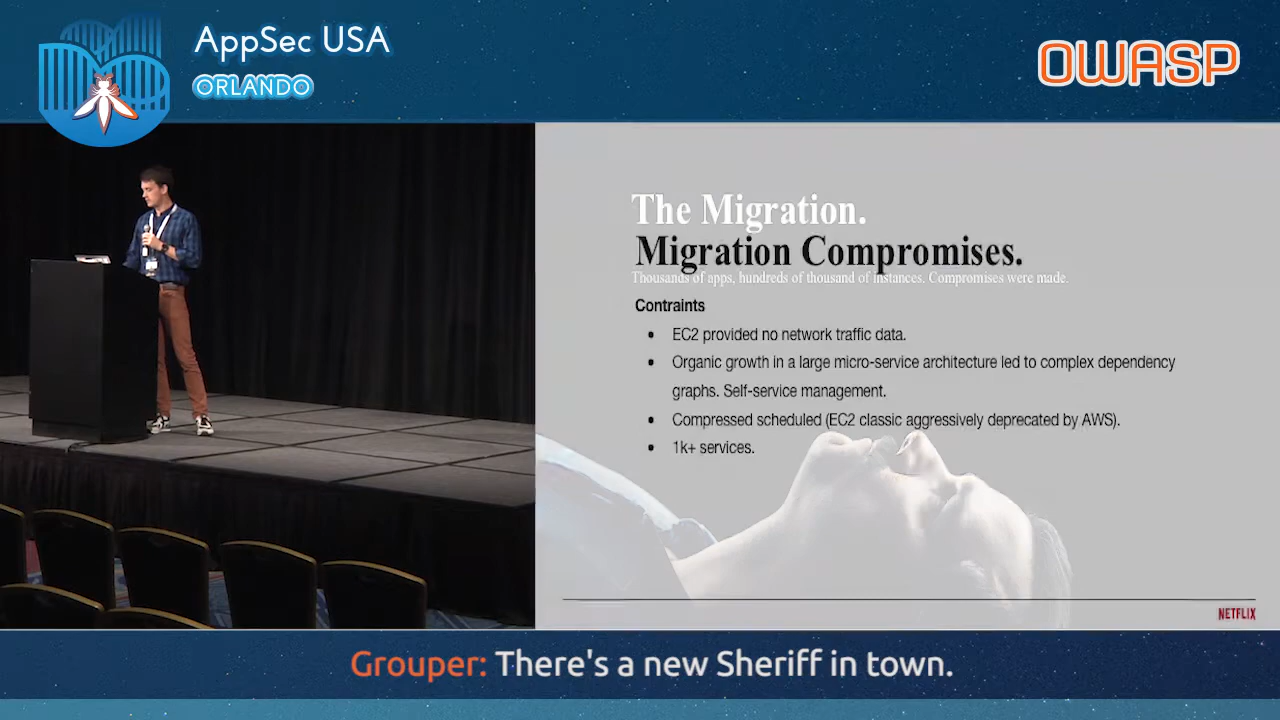 AppSec USA
ORLANDO
OWASP
The Migration.
Migration Compromises.
Thousands of apps, hundreds of thousand of instances. Compromises were made.
Contraints
• EC2 provided no network traffic data.
• Organic growth in a large micro-service architecture led to complex dependency
graphs. Self-service management.
• Compressed scheduled (EC2 classic aggressively deprecated by AWS).
• 1k+ services.
NETFLIX
Grouper: There's a new Sheriff in town.